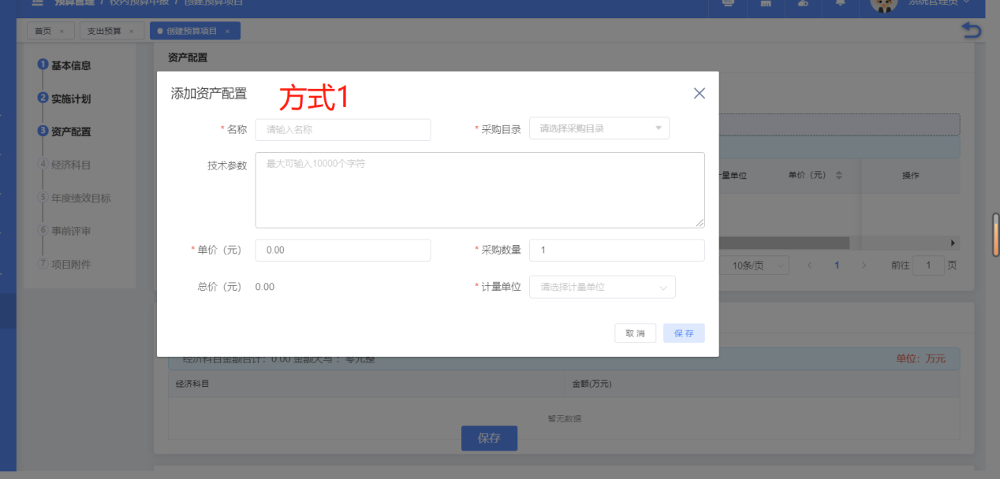 预算管理 / 校内预算申报 / 创建预算项目
系统管理员
首页 × 支出预算 × 创建预算项目 ×
1 基本信息
2 实施计划
3 资产配置
4 经济科目
5 年度绩效目标
6 事前评审
7 项目附件
资产配置
添加资产配置
方式1
* 名称 请输入名称
* 采购目录 请选择采购目录
技术参数 最大可输入10000个字符
* 单价（元） 0.00
* 采购数量 1
总价（元） 0.00
* 计量单位 请选择计量单位
取消 保存
量单位 单价（元） 操作
10条/页 < 1 > 前往 1 页
经济科目金额合计：0.00 金额大写：零元整
单位：万元
经济科目 金额(万元)
暂无数据
保存